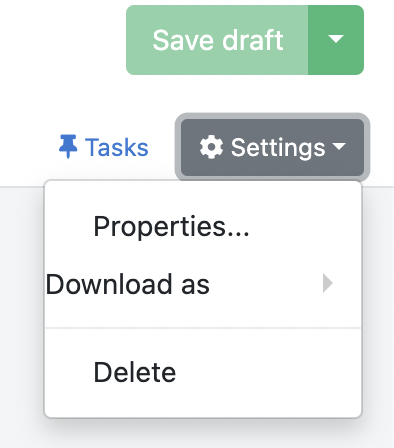 Save draft
Tasks
Settings
Properties...
Download as
Delete